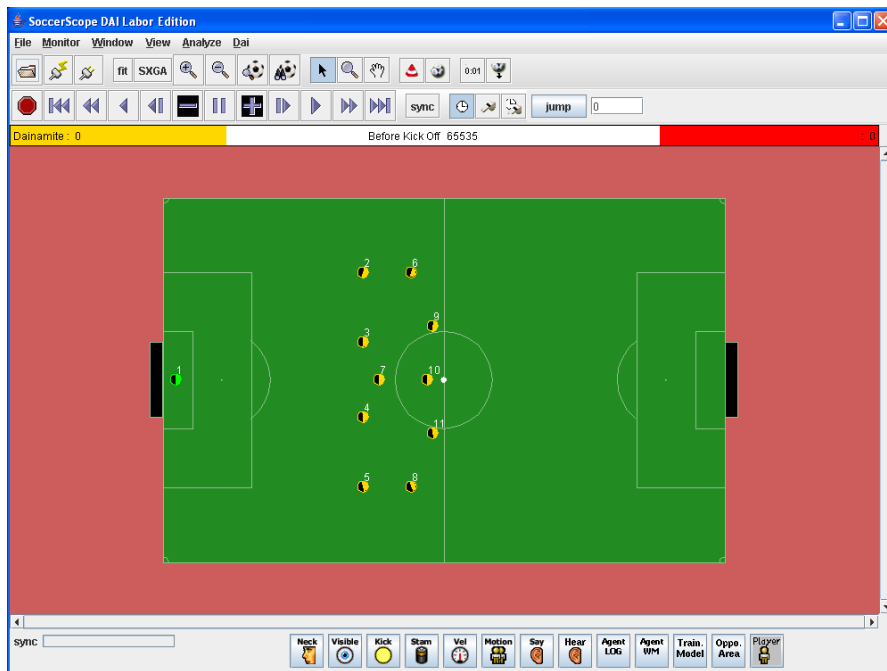 SoccerScope DAI Labor Edition
File Monitor Window View Analyze Dai
fit SXGA 0:01
sync jump 0
Dainamite : 0 Before Kick Off 65535 : 0
2 6
9
3
1 7 10
4
11
5 8
sync
Neck Visible Kick Stam Vel Motion Say Hear Agent LOG Agent WM Train. Model Oppo. Area Player